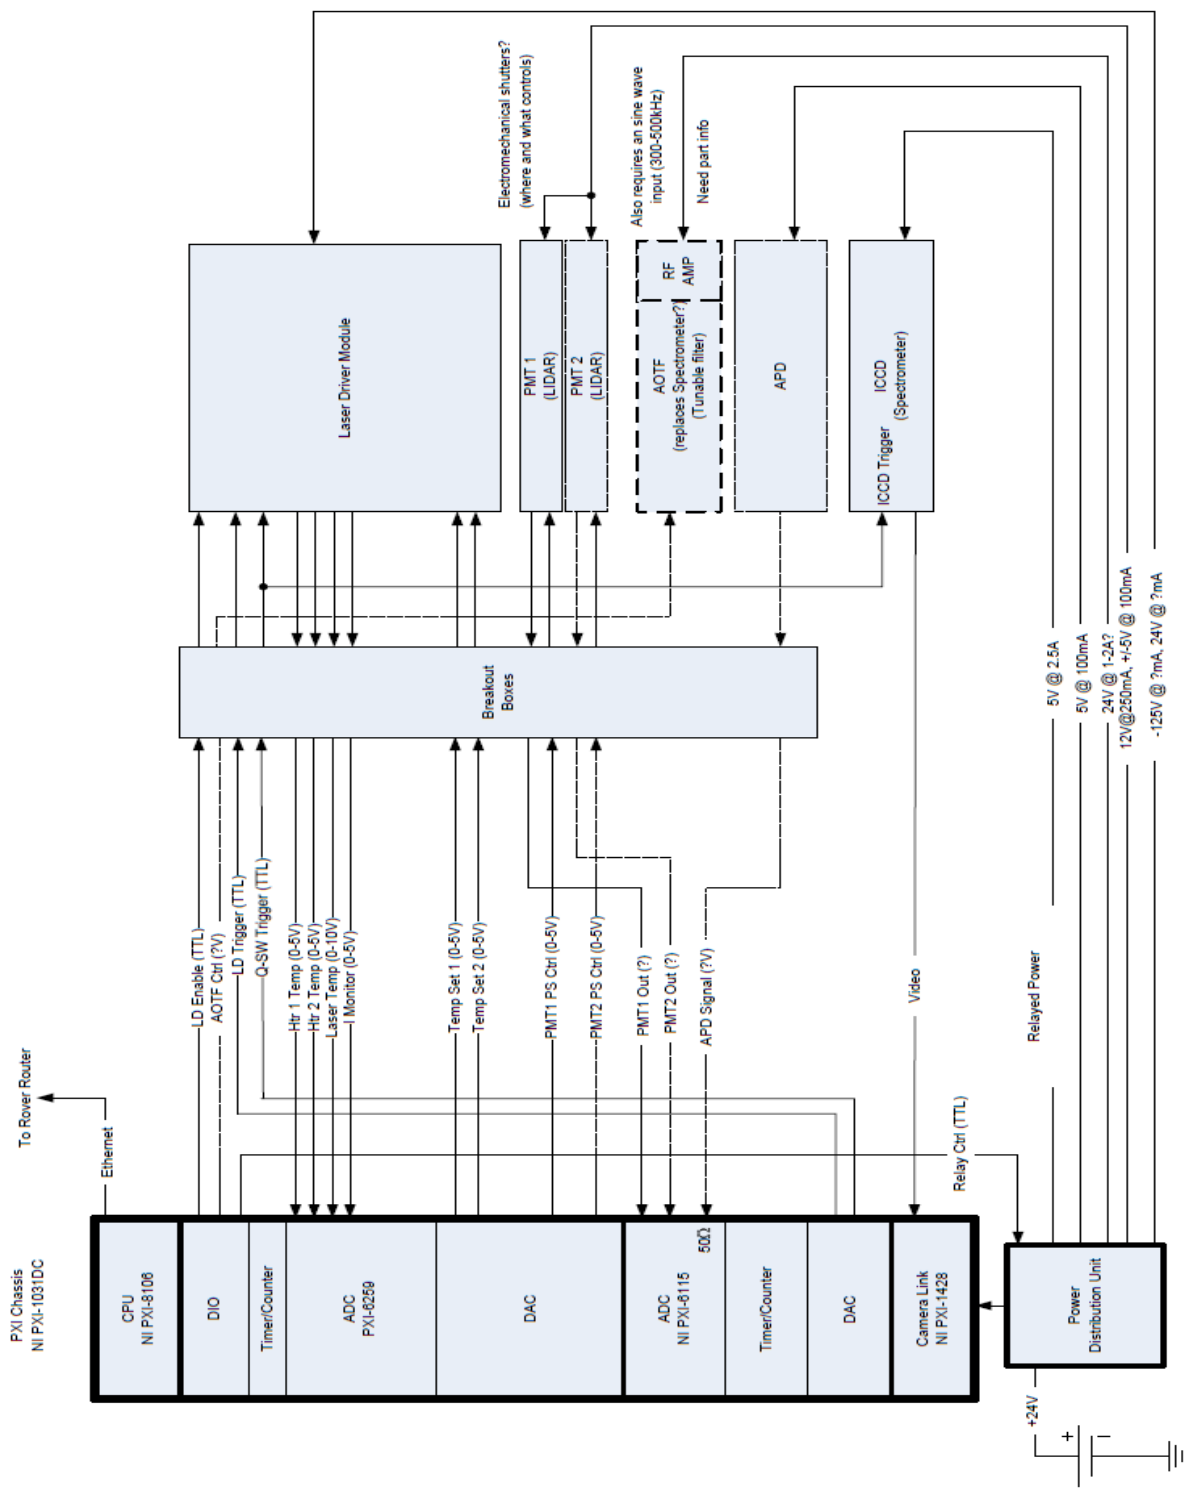 PXI Chassis
NI PXI-1031DC
To Rover Router
Ethernet
CPU
NI PXI-8106
DIO
Timer/Counter
ADC
PXI-6259
DAC
ADC
NI PXI-6115
50Ω
Timer/Counter
DAC
Camera Link
NI PXI-1428
LD Enable (TTL)
AOTF Ctrl (?V)
LD Trigger (TTL)
Q-SW Trigger (TTL)
Htr 1 Temp (0-5V)
Htr 2 Temp (0-5V)
Laser Temp (0-10V)
I Monitor (0-5V)
Temp Set 1 (0-5V)
Temp Set 2 (0-5V)
PMT1 PS Ctrl (0-5V)
PMT2 PS Ctrl (0-5V)
PMT1 Out (?)
PMT2 Out (?)
APD Signal (?V)
Video
Relay Ctrl (TTL)
Relayed Power
Breakout
Boxes
Laser Driver Module
PMT 1
(LIDAR)
PMT 2
(LIDAR)
AOTF
(replaces Spectrometer?)
(Tunable filter)
RF
AMP
APD
ICCD Trigger
ICCD
(Spectrometer)
Electromechanical shutters?
(where and what controls)
Also requires an sine wave
input (300-500kHz)
Need part info
5V @ 2.5A
5V @ 100mA
24V @ 1-2A?
12V@250mA, +/-5V @ 100mA
-125V @ ?mA, 24V @ ?mA
Power
Distribution Unit
+24V
+
–